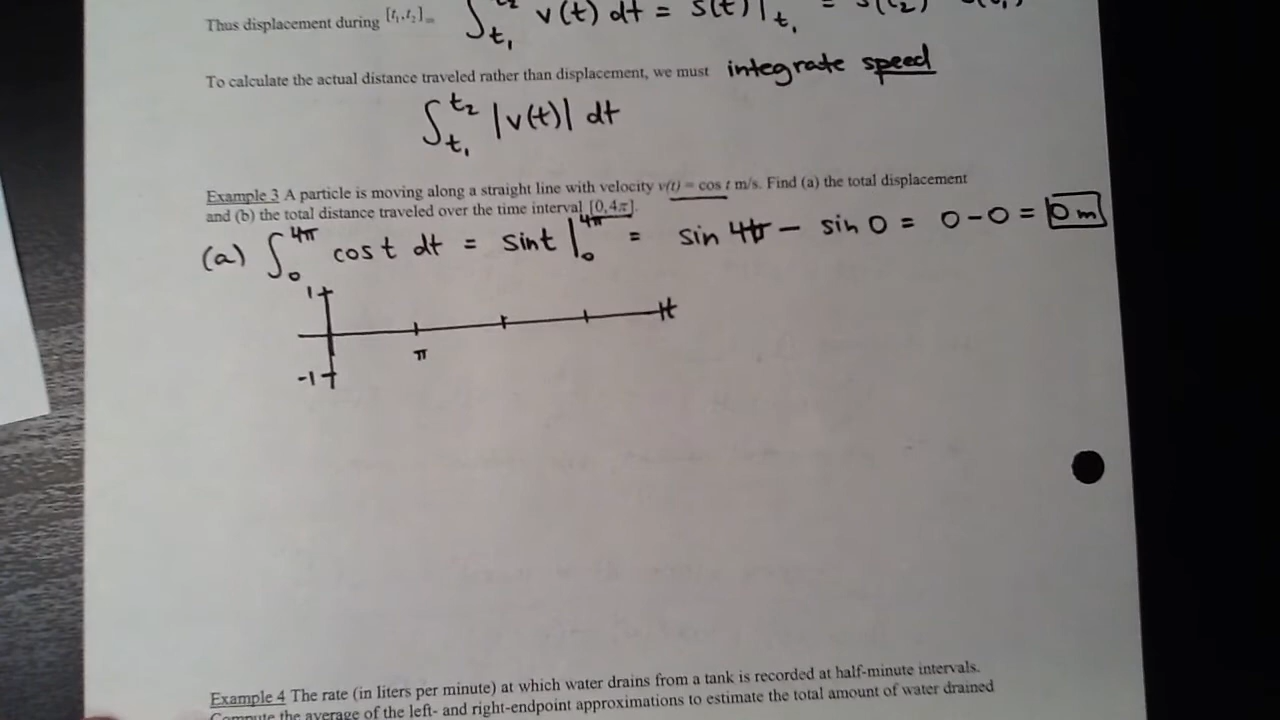 Thus displacement during [t₁,t₂] = ∫ₜ₁ᵗ² v(t) dt = s(t)|ₜ₁ = s(t₂)
To calculate the actual distance traveled rather than displacement, we must integrate speed
∫ₜ₁ᵗ² |v(t)| dt
Example 3 A particle is moving along a straight line with velocity v(t) = cos t m/s. Find (a) the total displacement
and (b) the total distance traveled over the time interval [0,4π].
(a) ∫₀^4π cos t dt = sin t |₀^4π = sin 4π − sin 0 = 0−0 = 0 m
1
π
-1
Example 4 The rate (in liters per minute) at which water drains from a tank is recorded at half-minute intervals.
Compute the average of the left- and right-endpoint approximations to estimate the total amount of water drained